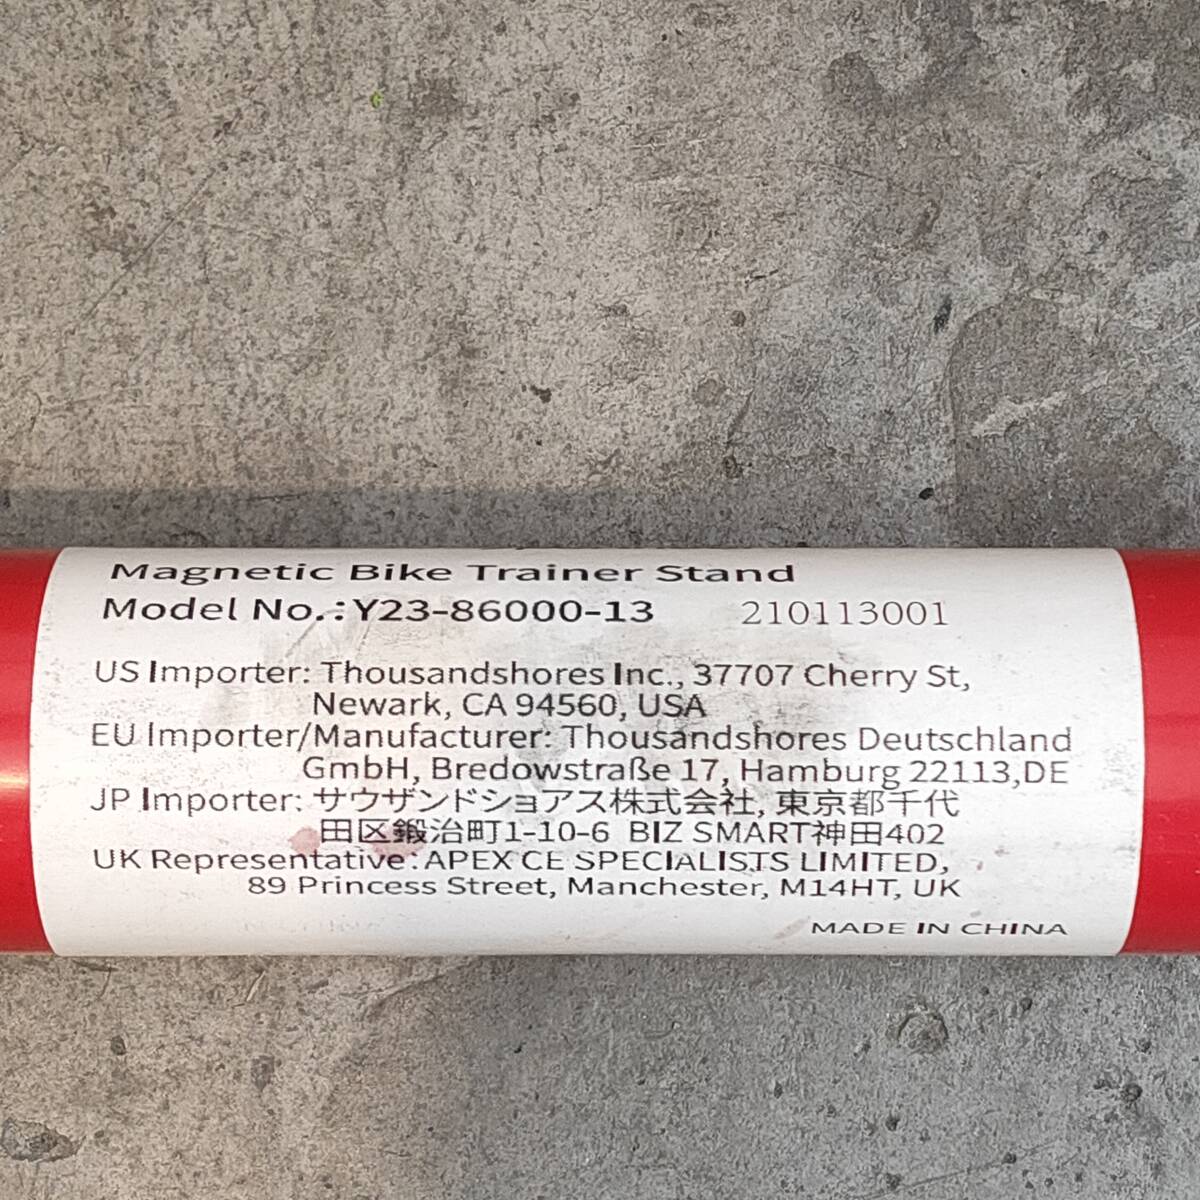 Magnetic Bike Trainer Stand
Model No.:Y23-86000-13 210113001
US Importer: Thousandshores Inc., 37707 Cherry St,
Newark, CA 94560, USA
EU Importer/Manufacturer: Thousandshores Deutschland
GmbH, Bredowstraße 17, Hamburg 22113,DE
JP Importer: サウザンドショアス株式会社, 東京都千代
田区鍛冶町1-10-6 BIZ SMART神田402
UK Representative: APEX CE SPECIALISTS LIMITED,
89 Princess Street, Manchester, M14HT, UK
MADE IN CHINA